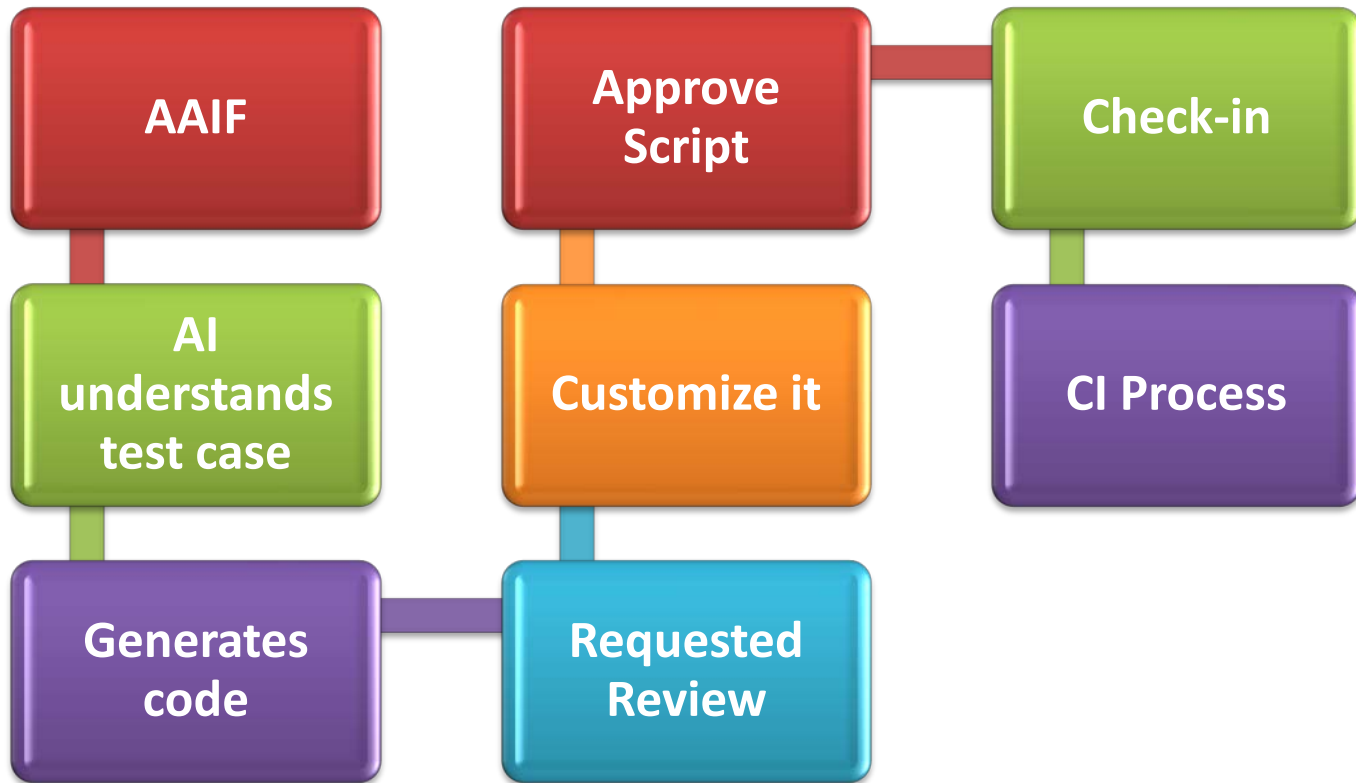 AAIF
AI
understands
test case
Generates
code
Requested
Review
Customize it
Approve
Script
Check-in
CI Process